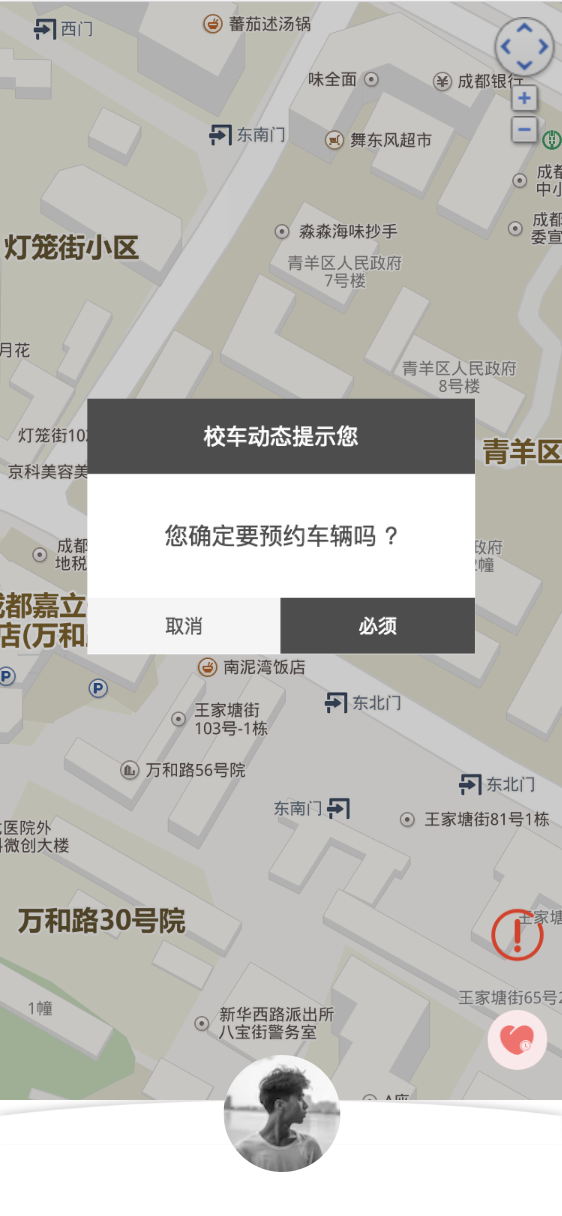 西门
蕃茄述汤锅
味全面
成都银行
东南门
舞东风超市
成都
中小
成都
委宣
淼淼海味抄手
灯笼街小区
青羊区人民政府
7号楼
月花
青羊区人民政府
8号楼
灯笼街10
校车动态提示您
青羊区
京科美容美
您确定要预约车辆吗？
成都
地税
政府
幢
都嘉立
店(万和
取消
必须
P
P
南泥湾饭店
王家塘街
103号-1栋
东北门
万和路56号院
东北门
东南门
王家塘街81号1栋
医院外
微创大楼
万和路30号院
王家塘
王家塘街65号
1幢
新华西路派出所
八宝街警务室
A座